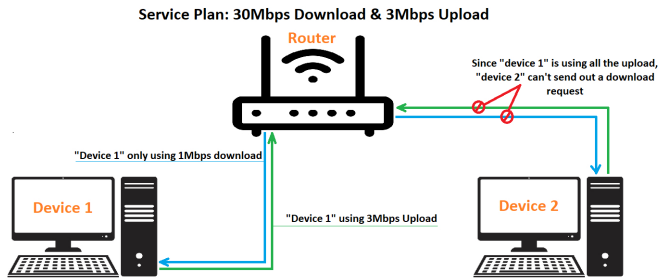 Service Plan: 30Mbps Download & 3Mbps Upload
Router
Since "device 1" is using all the upload,
"device 2" can't send out a download
request
"Device 1" only using 1Mbps download
Device 1
"Device 1" using 3Mbps Upload
Device 2